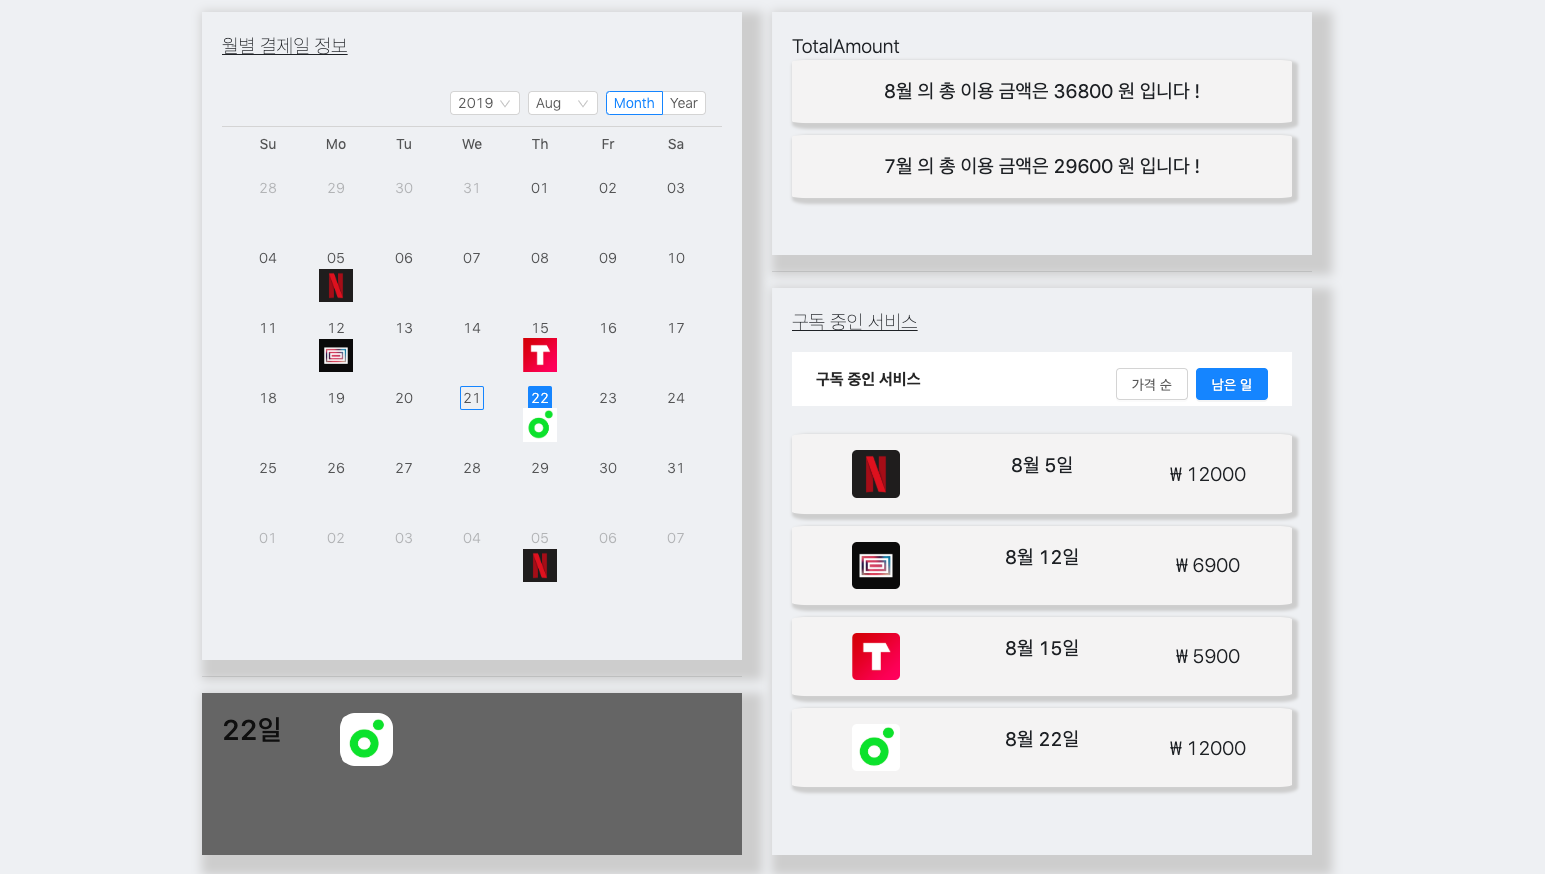 월별 결제일 정보
2019 Aug Month Year
Su Mo Tu We Th Fr Sa
28 29 30 31 01 02 03
04 05 06 07 08 09 10
N
11 12 13 14 15 16 17
T
18 19 20 21 22 23 24
25 26 27 28 29 30 31
01 02 03 04 05 06 07
N
22일
TotalAmount
8월 의 총 이용 금액은 36800 원 입니다 !
7월 의 총 이용 금액은 29600 원 입니다 !
구독 중인 서비스
구독 중인 서비스 가격 순 남은 일
N 8월 5일 ₩ 12000
8월 12일 ₩ 6900
T 8월 15일 ₩ 5900
8월 22일 ₩ 12000